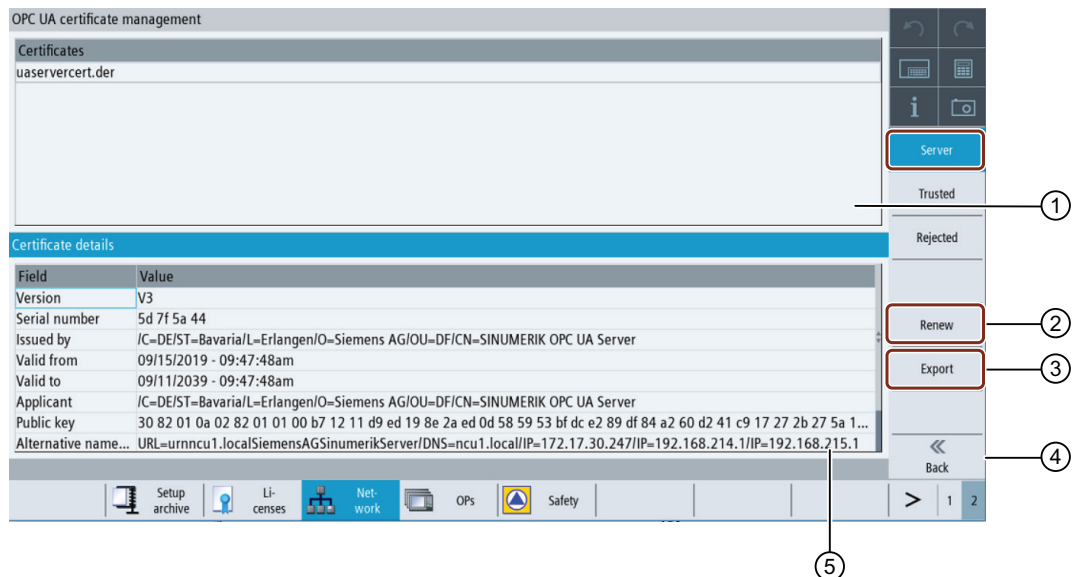 OPC UA certificate management
Certificates
uaservercert.der
Server
Trusted
1
Rejected
Certificate details
Field Value
Version V3
Serial number 5d 7f 5a 44
Renew 2
Issued by /C=DE/ST=Bavaria/L=Erlangen/O=Siemens AG/OU=DF/CN=SINUMERIK OPC UA Server
Valid from 09/15/2019 - 09:47:48am
Export 3
Valid to 09/11/2039 - 09:47:48am
Applicant /C=DE/ST=Bavaria/L=Erlangen/O=Siemens AG/OU=DF/CN=SINUMERIK OPC UA Server
Public key 30 82 01 0a 02 82 01 01 00 b7 12 11 d9 ed 19 8e 2a ed 0d 58 59 53 bf dc e2 89 df 84 a2 60 d2 41 c9 17 27 2b 27 5a 1...
Alternative name... URL=urnncu1.localSiemensAGSinumerikServer/DNS=ncu1.local/IP=172.17.30.247/IP=192.168.214.1/IP=192.168.215.1
4
Back
Setup
archive
Li-
censes
Net-
work
OPs
Safety
> 1 2
5